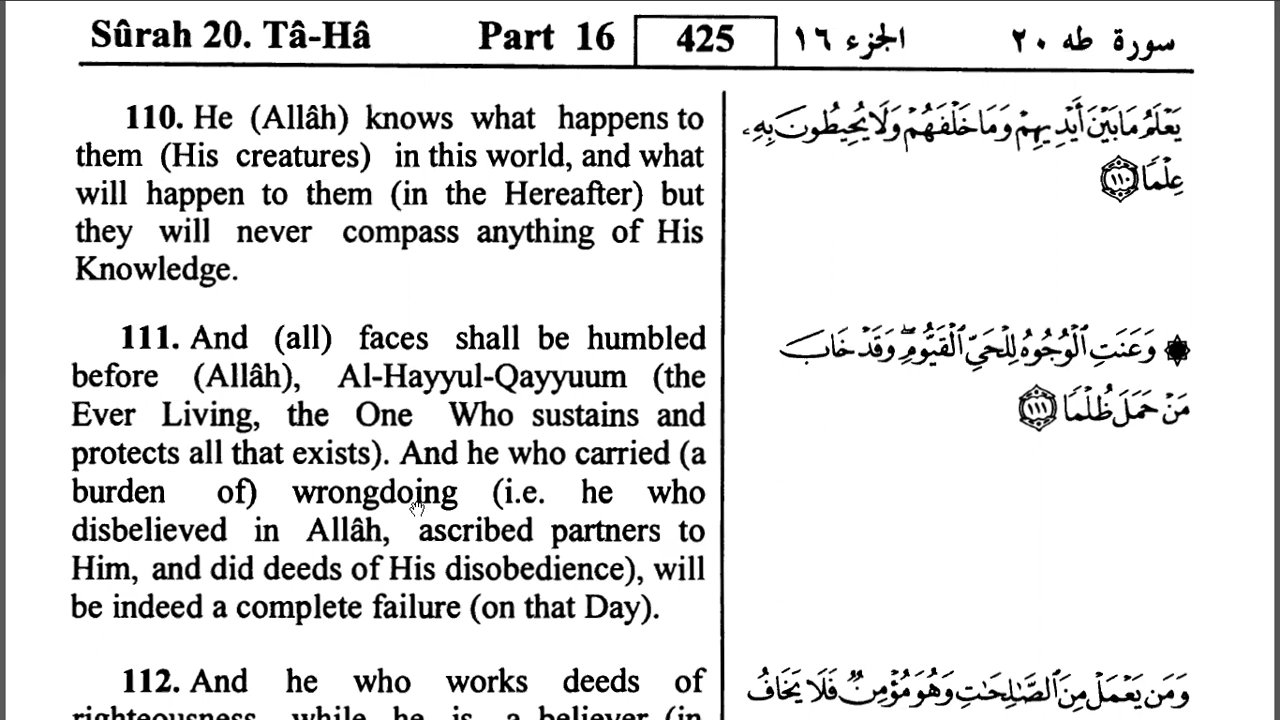 Sûrah 20. Tâ-Hâ Part 16 425 الجزء ١٦ سورة طه ٢٠
110. He (Allâh) knows what happens to
them (His creatures) in this world, and what
will happen to them (in the Hereafter) but
they will never compass anything of His
Knowledge.
يَعْلَمُ مَا بَيْنَ أَيْدِيهِمْ وَمَا خَلْفَهُمْ وَلَا يُحِيطُونَ بِهِۦ
عِلْمًا ١١٠
111. And (all) faces shall be humbled
before (Allâh), Al-Hayyul-Qayyuum (the
Ever Living, the One Who sustains and
protects all that exists). And he who carried (a
burden of) wrongdoing (i.e. he who
disbelieved in Allâh, ascribed partners to
Him, and did deeds of His disobedience), will
be indeed a complete failure (on that Day).
۞ وَعَنَتِ ٱلْوُجُوهُ لِلْحَىِّ ٱلْقَيُّومِ ۖ وَقَدْ خَابَ
مَنْ حَمَلَ ظُلْمًا ١١١
112. And he who works deeds of
righteousness, while he is a believer (in
وَمَن يَعْمَلْ مِنَ ٱلصَّـٰلِحَـٰتِ وَهُوَ مُؤْمِنٌ فَلَا يَخَافُ